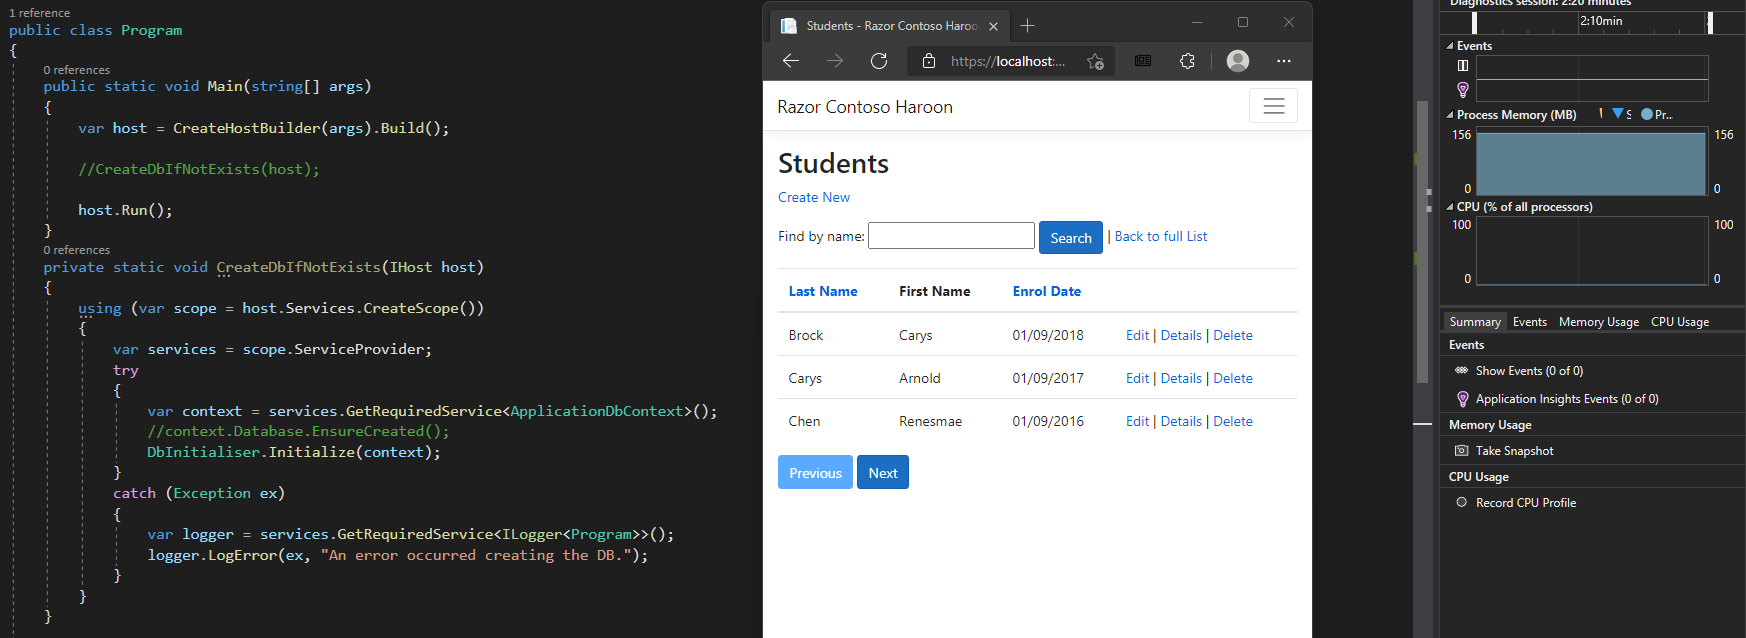 1 reference
public class Program
{
0 references
public static void Main(string[] args)
{
var host = CreateHostBuilder(args).Build();
//CreateDbIfNotExists(host);
host.Run();
}
0 references
private static void CreateDbIfNotExists(IHost host)
{
using (var scope = host.Services.CreateScope())
{
var services = scope.ServiceProvider;
try
{
var context = services.GetRequiredService<ApplicationDbContext>();
//context.Database.EnsureCreated();
DbInitialiser.Initialize(context);
}
catch (Exception ex)
{
var logger = services.GetRequiredService<ILogger<Program>>();
logger.LogError(ex, "An error occurred creating the DB.");
}
}
}
Students - Razor Contoso Haroo
https://localhost:...
Razor Contoso Haroon
Students
Create New
Find by name: Search | Back to full List
Last Name First Name Enrol Date
Brock Carys 01/09/2018 Edit | Details | Delete
Carys Arnold 01/09/2017 Edit | Details | Delete
Chen Renesmae 01/09/2016 Edit | Details | Delete
Previous Next
Diagnostics session: 2:20 minutes
2:10min
Events
Process Memory (MB) S Pr...
156 156
0 0
CPU (% of all processors)
100 100
0 0
Summary Events Memory Usage CPU Usage
Events
Show Events (0 of 0)
Application Insights Events (0 of 0)
Memory Usage
Take Snapshot
CPU Usage
Record CPU Profile